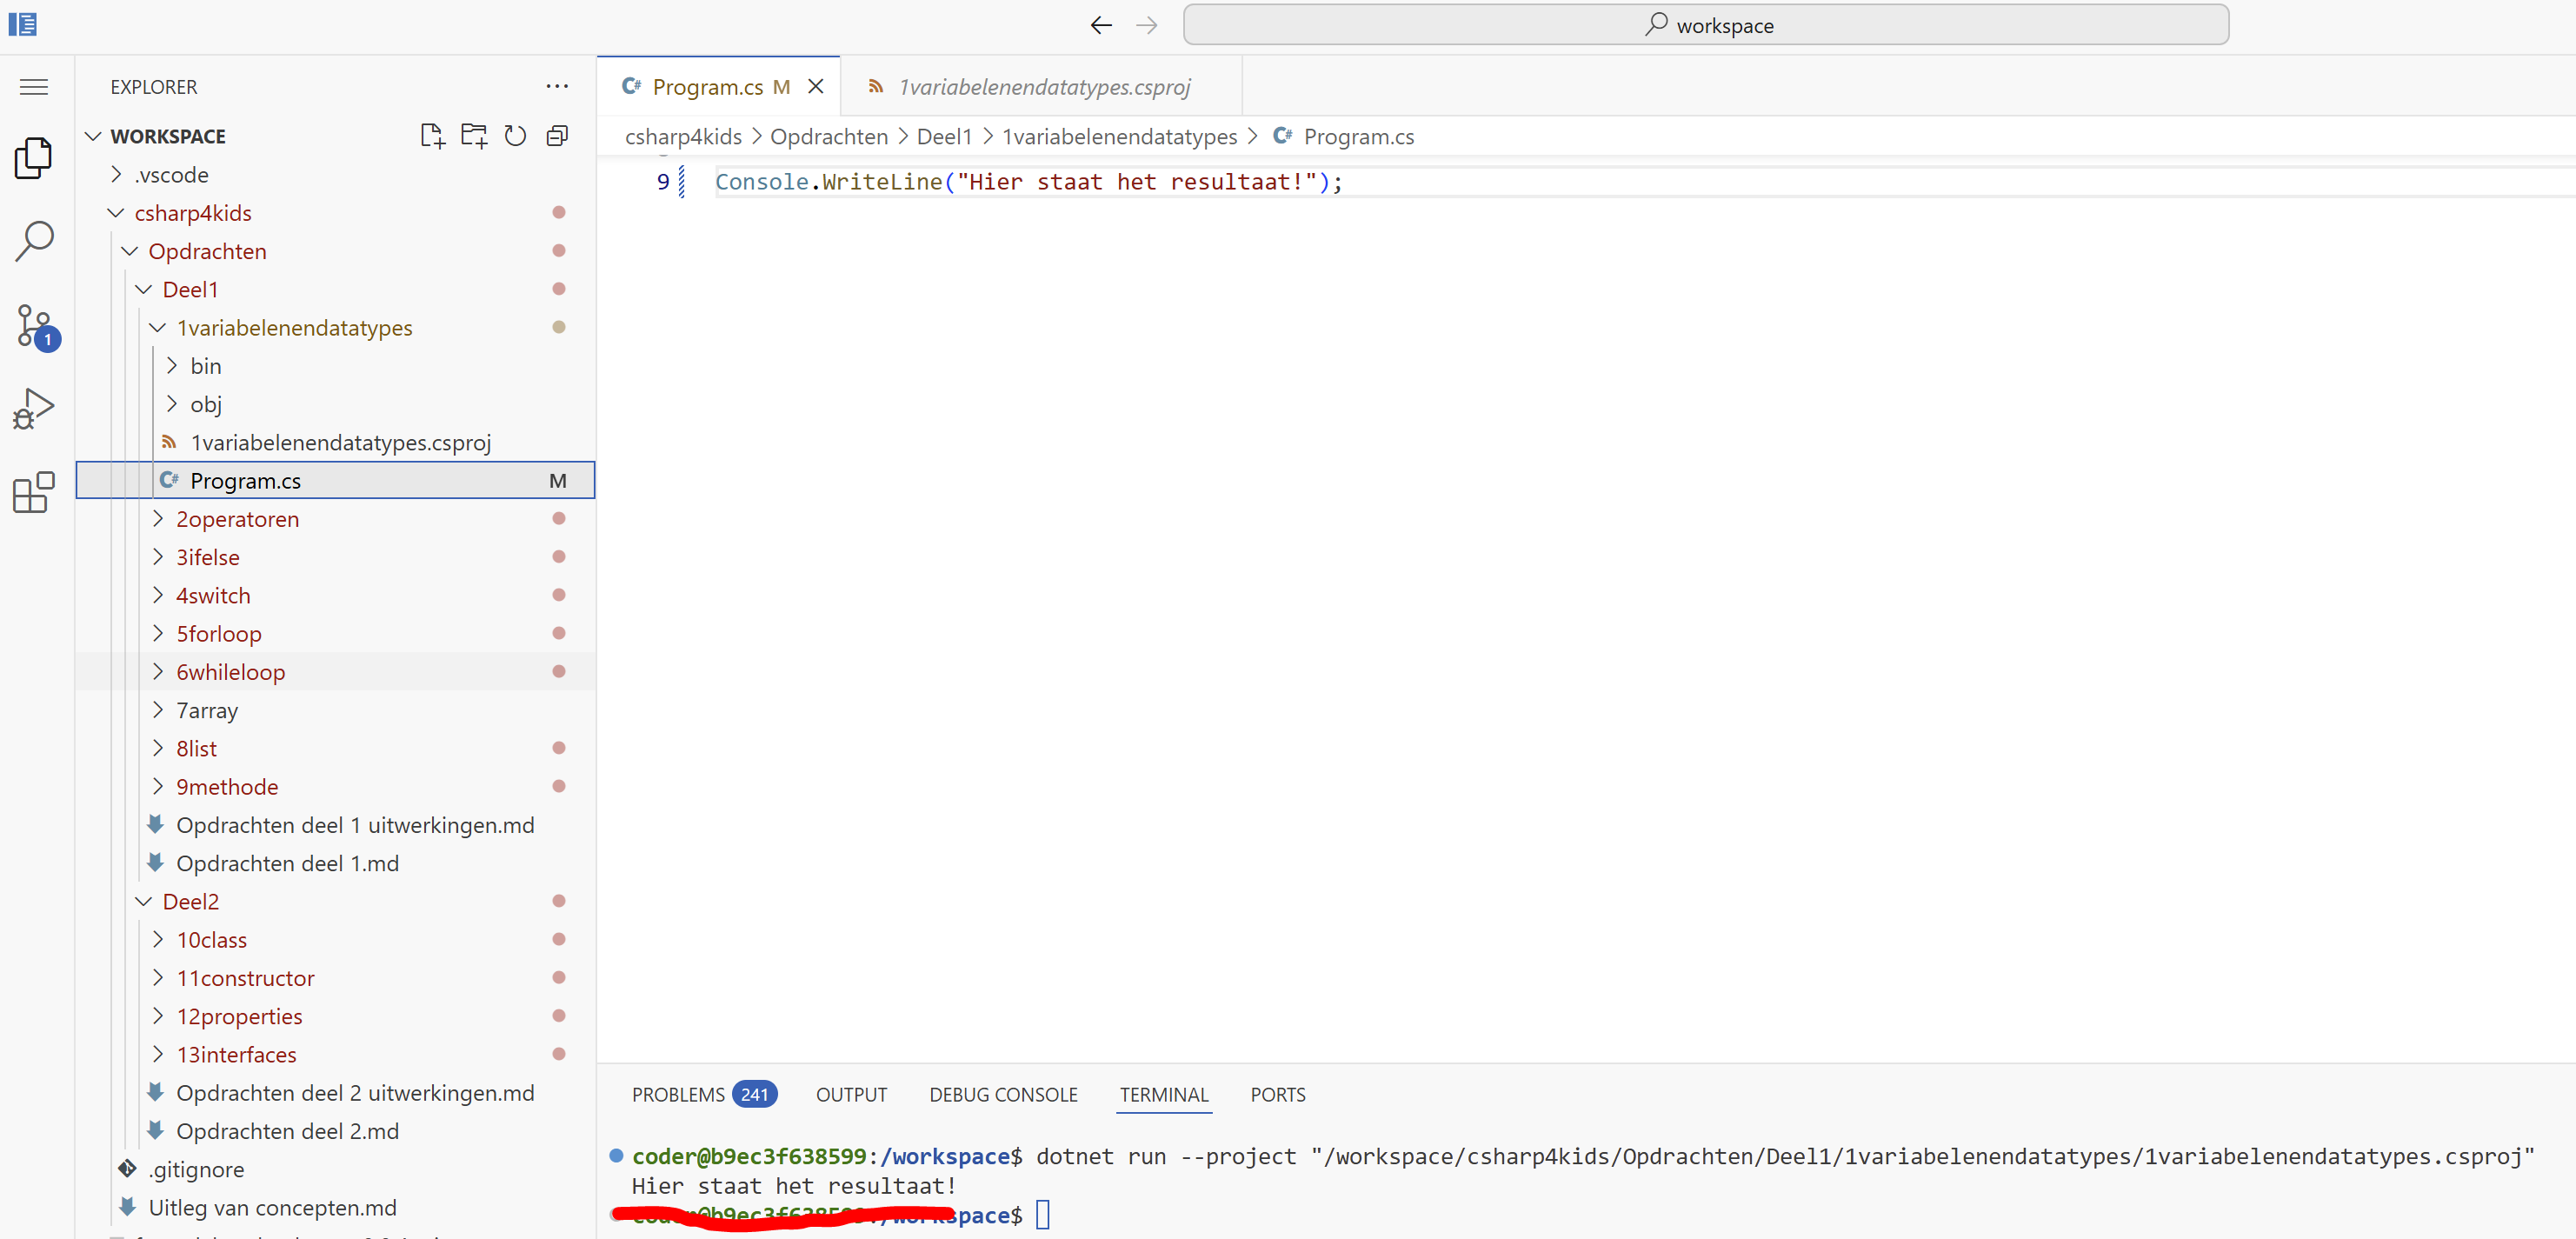 workspace
EXPLORER
WORKSPACE
.vscode
csharp4kids
Opdrachten
Deel1
1variabelenendatatypes
bin
obj
1variabelenendatatypes.csproj
Program.cs M
2operatoren
3ifelse
4switch
5forloop
6whileloop
7array
8list
9methode
Opdrachten deel 1 uitwerkingen.md
Opdrachten deel 1.md
Deel2
10class
11constructor
12properties
13interfaces
Opdrachten deel 2 uitwerkingen.md
Opdrachten deel 2.md
.gitignore
Uitleg van concepten.md
1
Program.cs M 1variabelenendatatypes.csproj
csharp4kids > Opdrachten > Deel1 > 1variabelenendatatypes > C# Program.cs
9 Console.WriteLine("Hier staat het resultaat!");
PROBLEMS 241 OUTPUT DEBUG CONSOLE TERMINAL PORTS
coder@b9ec3f638599:/workspace$ dotnet run --project "/workspace/csharp4kids/Opdrachten/Deel1/1variabelenendatatypes/1variabelenendatatypes.csproj"
Hier staat het resultaat!
coder@b9ec3f638599:/workspace$